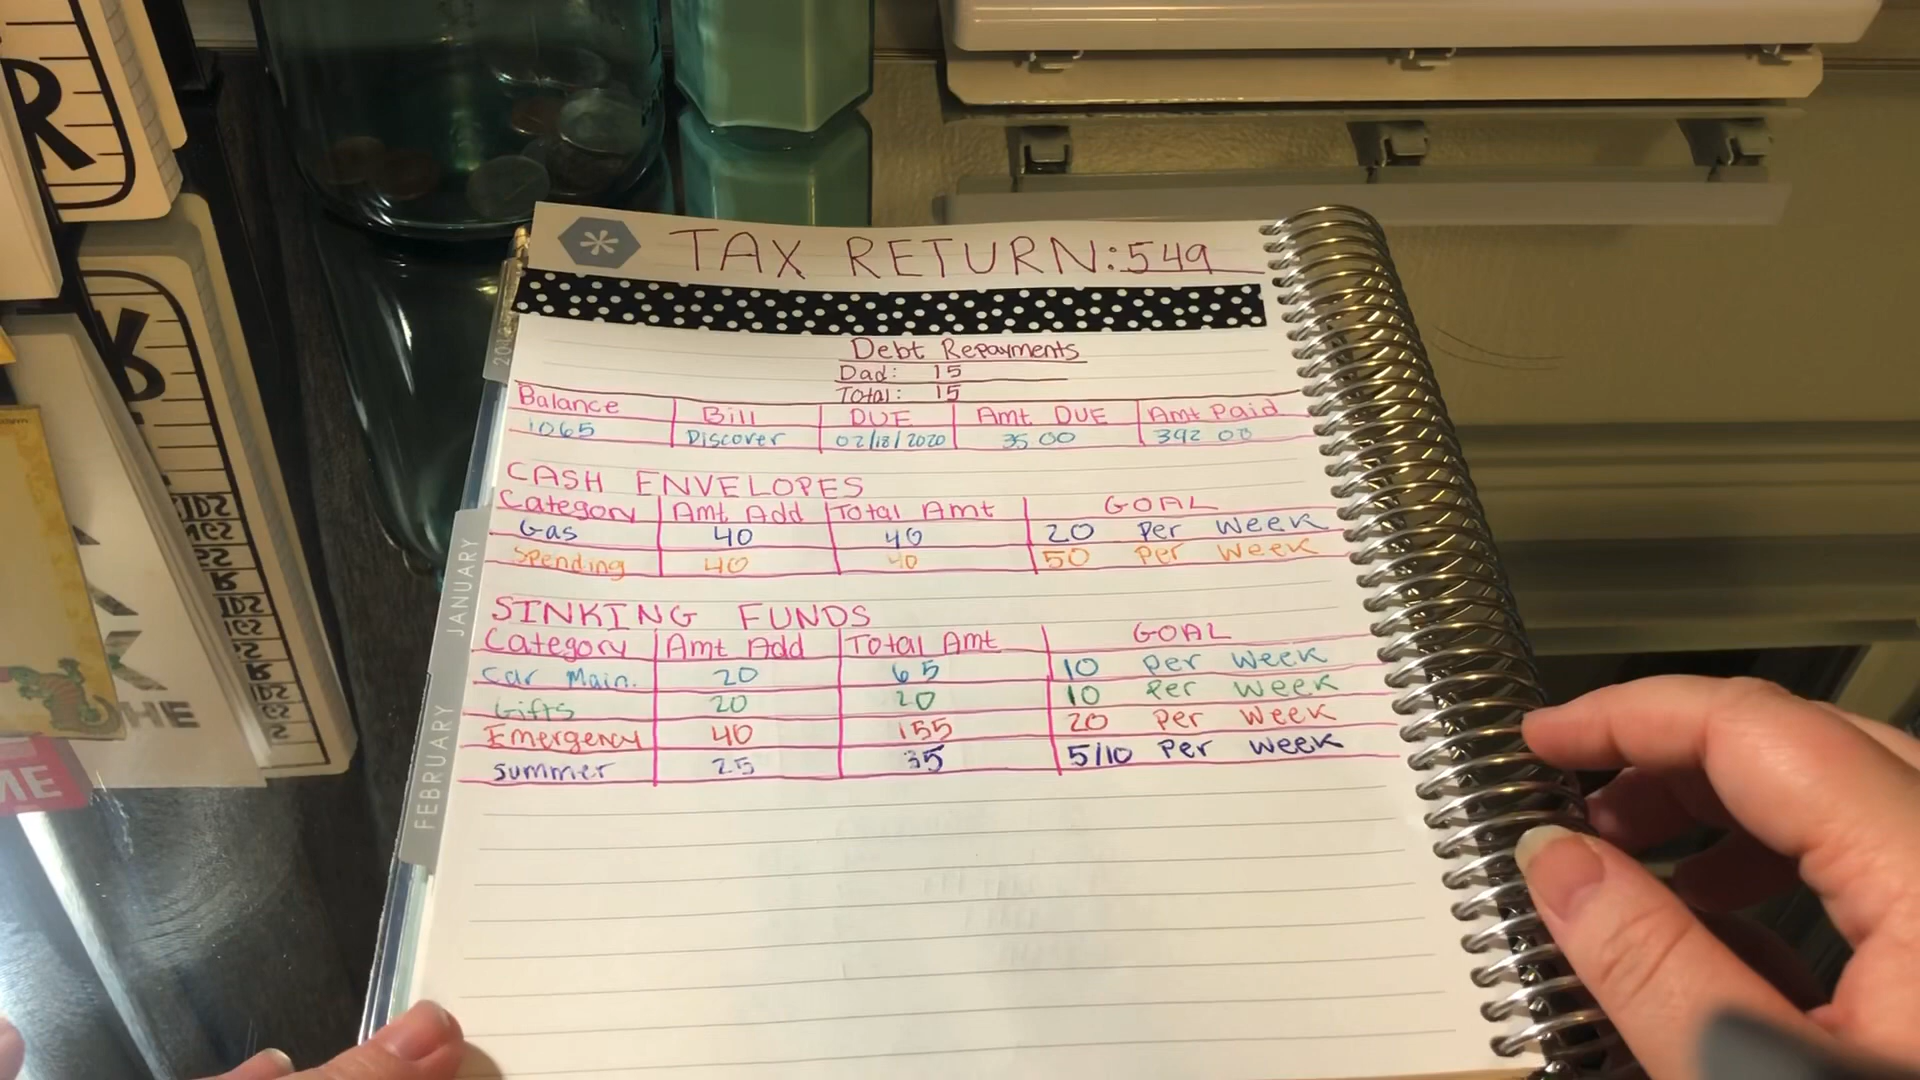 TAX RETURN: 549
Debt Repayments
Dad: 15
Total: 15
Balance Bill DUE Amt DUE Amt Paid
1065 Discover 02/18/2020 35 00 392 00
CASH ENVELOPES
Category Amt Add Total Amt GOAL
Gas 40 40 20 per week
Spending 40 40 50 per week
SINKING FUNDS
Category Amt Add Total Amt GOAL
Car Main. 20 65 10 per week
Gifts 20 20 10 per week
Emergency 40 155 20 per week
Summer 25 35 5/10 per week
JANUARY
FEBRUARY
R
HE
ME